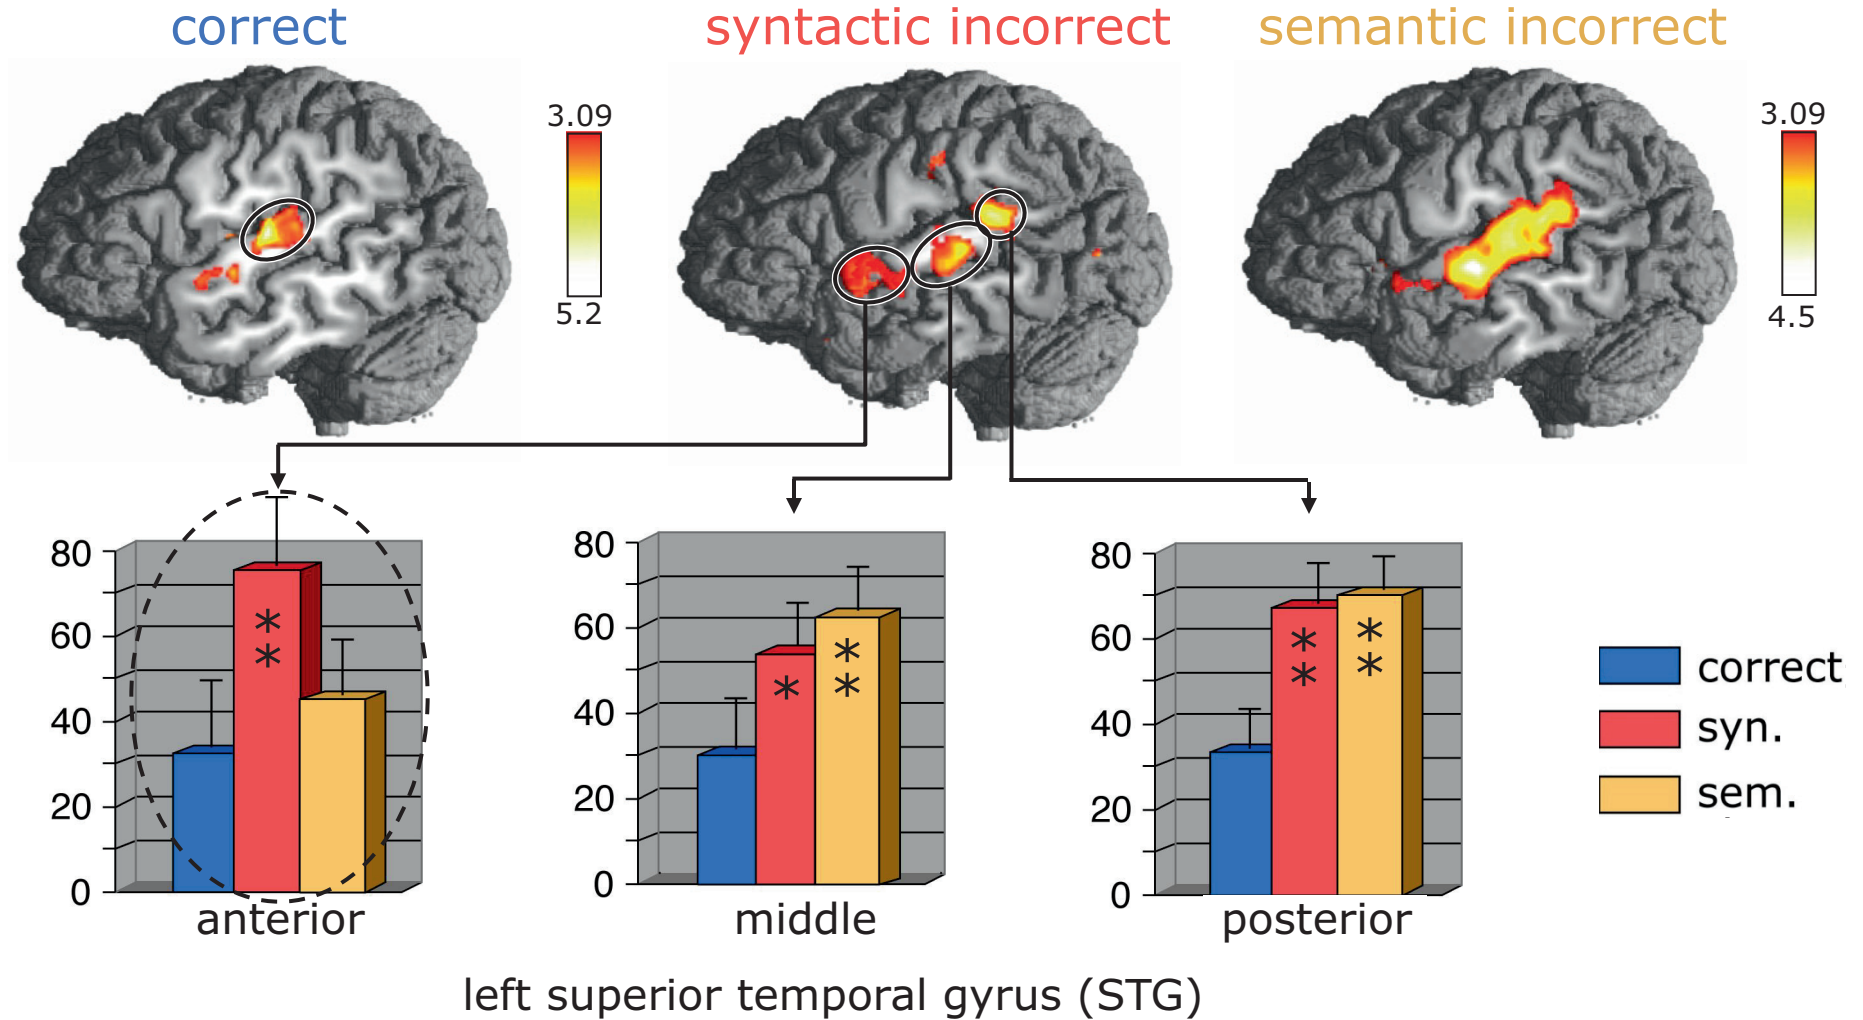 correct
syntactic incorrect
semantic incorrect
3.09
5.2
3.09
4.5
80
60
40
20
0
*
*
anterior
80
60
40
20
0
*
*
*
middle
80
60
40
20
0
*
*
*
*
posterior
correct
syn.
sem.
left superior temporal gyrus (STG)